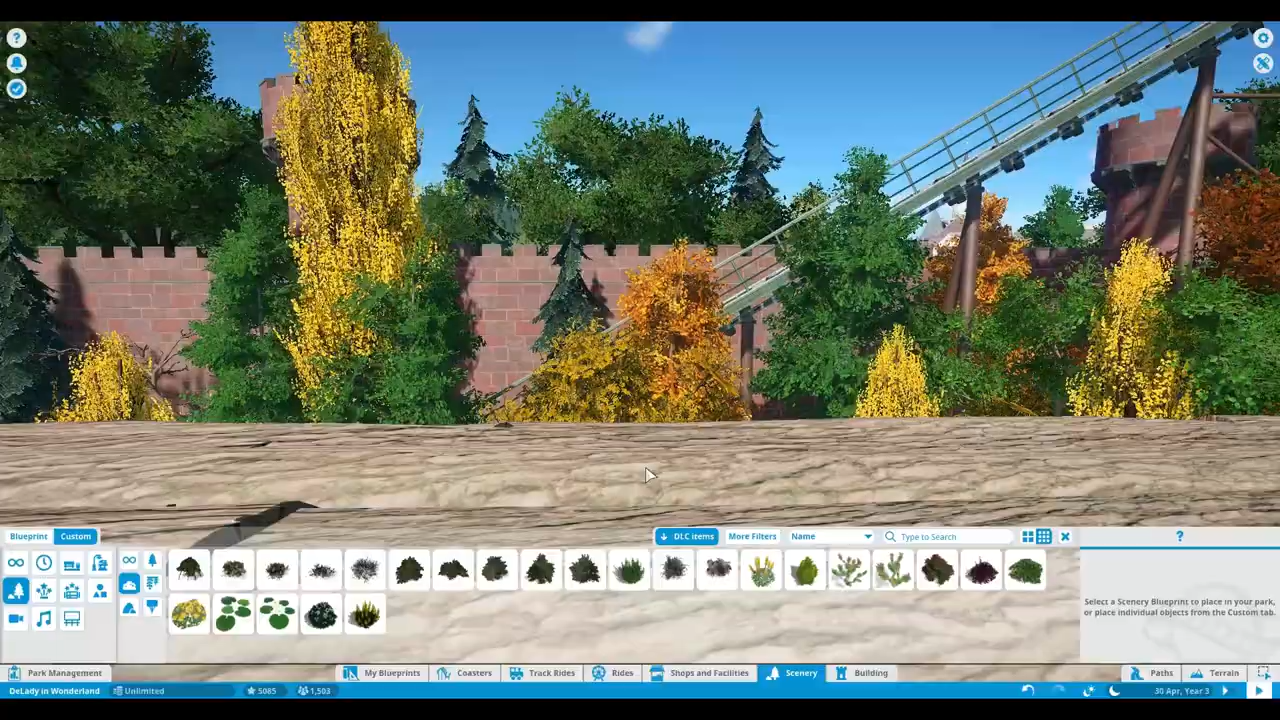 Blueprint Custom DLC items More Filters Name Type to Search ?
Select a Scenery Blueprint to place in your park,
or place individual objects from the Custom tab.
Park Management My Blueprints Coasters Track Rides Rides Shops and Facilities Scenery Building Paths Terrain
DeLady in Wonderland Unlimited 5085 1,503 30 Apr, Year 3